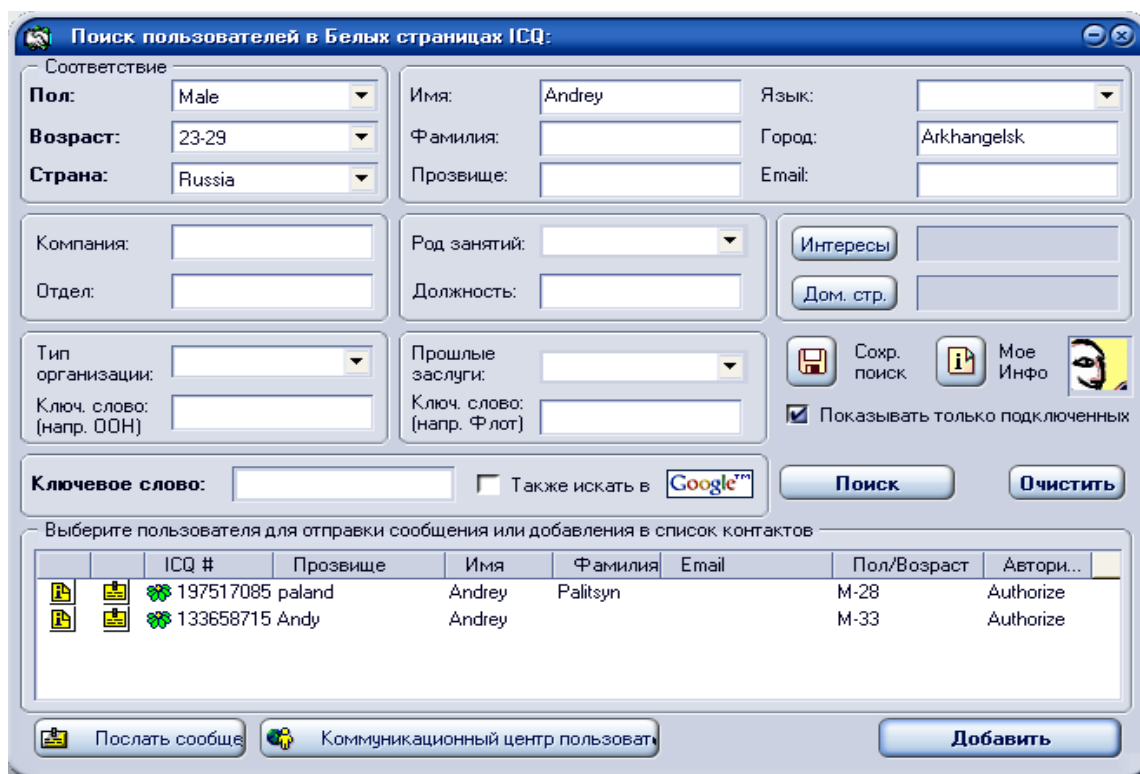 Поиск пользователей в Белых страницах ICQ:
Соответствие
Пол: Male
Имя: Andrey
Язык:
Возраст: 23-29
Фамилия:
Город: Arkhangelsk
Страна: Russia
Прозвище:
Email:
Компания:
Род занятий:
Интересы
Отдел:
Должность:
Дом. стр.
Тип
организации:
Прошлые
заслуги:
Сохр.
поиск
Мое
Инфо
Ключ. слово:
(напр. ООН)
Ключ. слово:
(напр. Флот)
Показывать только подключенных
Ключевое слово:
Также искать в Google™
Поиск
Очистить
Выберите пользователя для отправки сообщения или добавления в список контактов
ICQ # Прозвище Имя Фамилия Email Пол/Возраст Автори...
197517085 paland Andrey Palitsyn M-28 Authorize
133658715 Andy Andrey M-33 Authorize
Послать сообще
Коммуникационный центр пользоват
Добавить